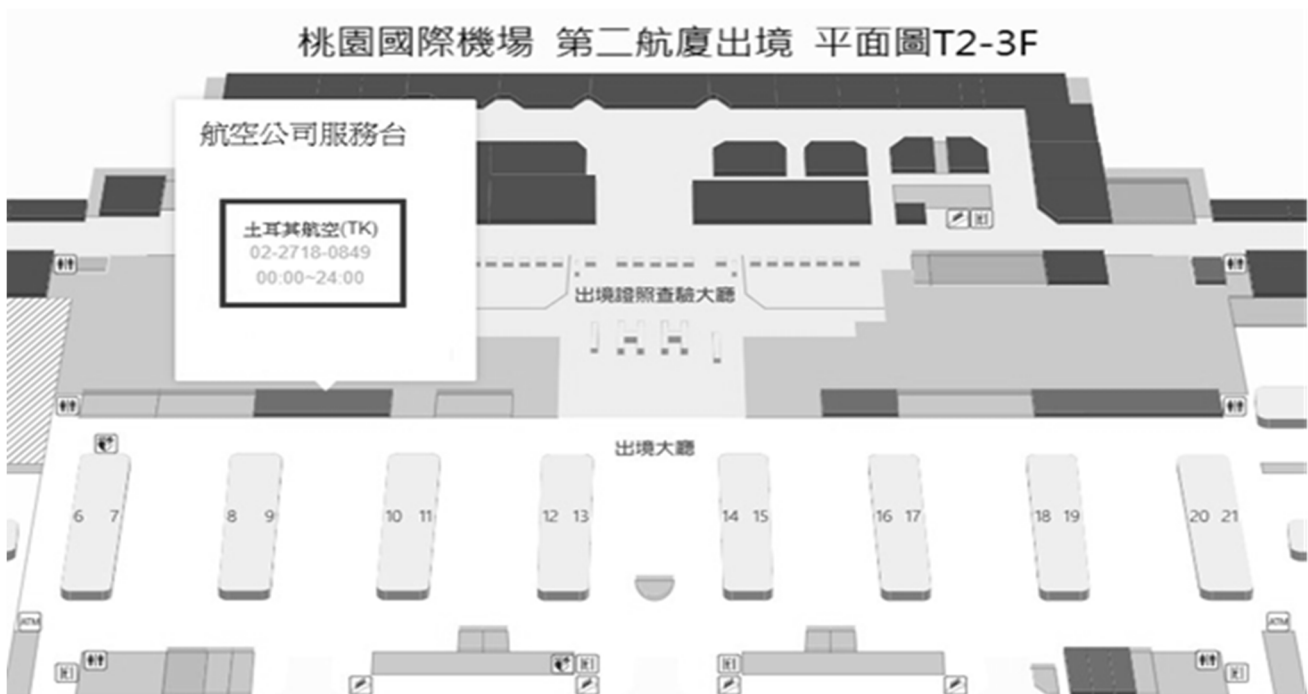 桃園國際機場 第二航廈出境 平面圖T2-3F
航空公司服務台
土耳其航空(TK)
02-2718-0849
00:00~24:00
出境證照查驗大廳
出境大廳
6 7 8 9 10 11 12 13 14 15 16 17 18 19 20 21
ATM
ATM